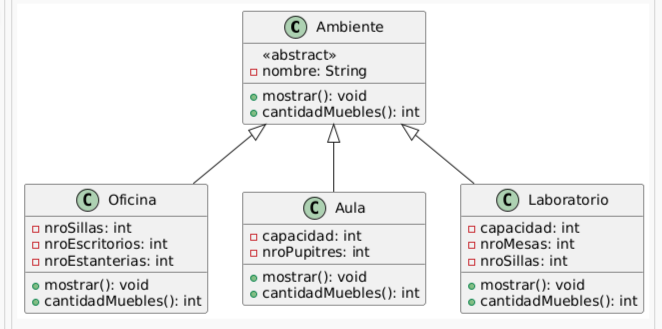 C Ambiente
«abstract»
nombre: String
mostrar(): void
cantidadMuebles(): int
C Oficina
nroSillas: int
nroEscritorios: int
nroEstanterias: int
mostrar(): void
cantidadMuebles(): int
C Aula
capacidad: int
nroPupitres: int
mostrar(): void
cantidadMuebles(): int
C Laboratorio
capacidad: int
nroMesas: int
nroSillas: int
mostrar(): void
cantidadMuebles(): int